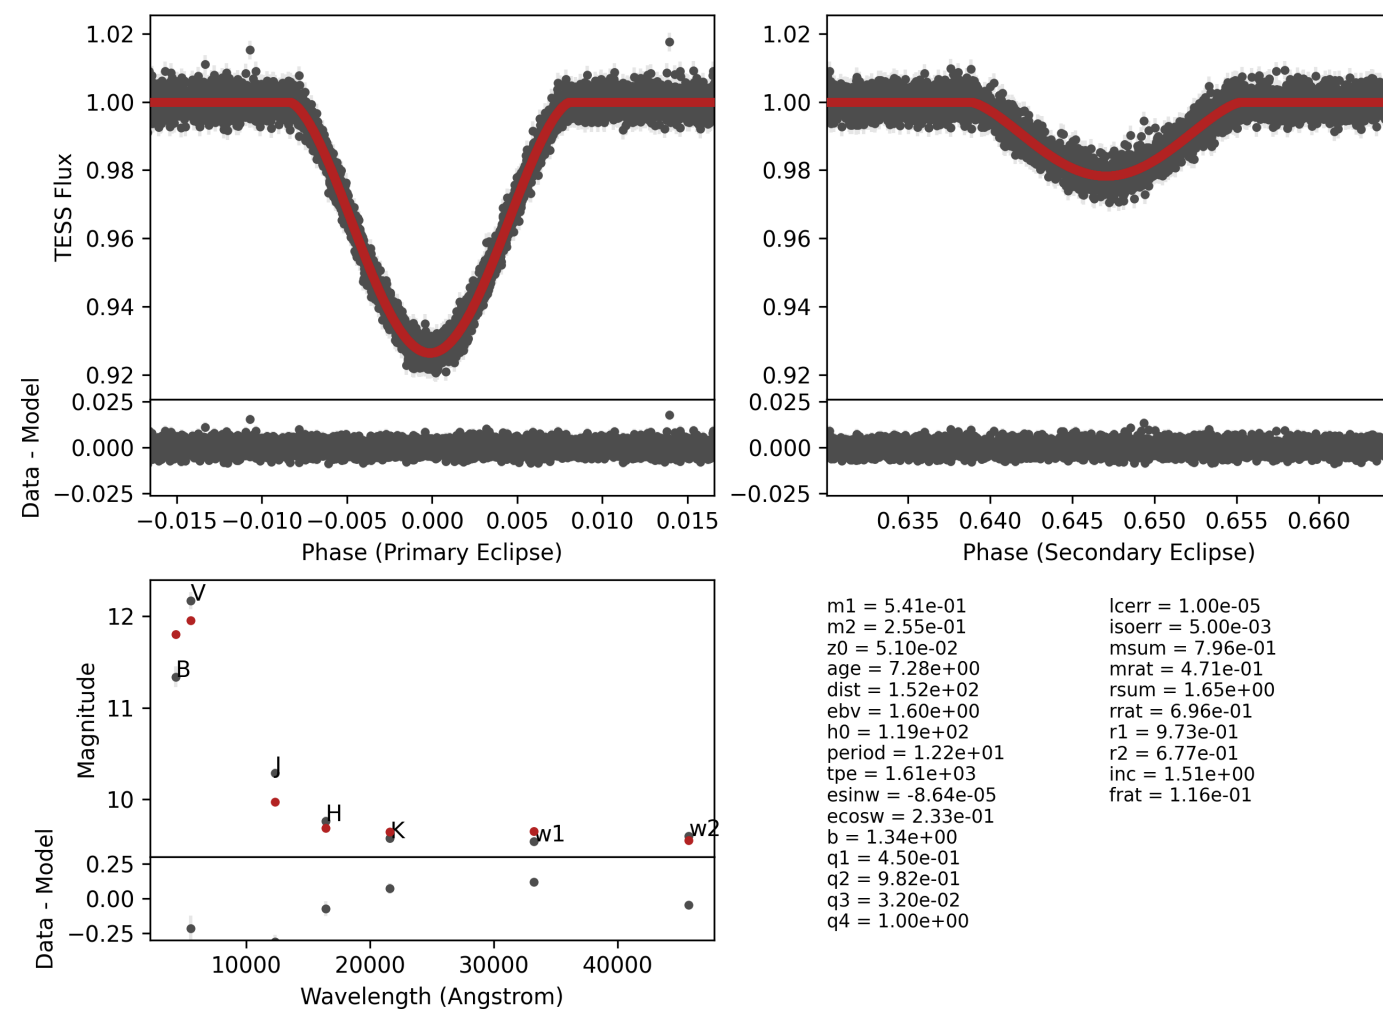 1.02
1.00
0.98
0.96
0.94
0.92
TESS Flux
0.025
0.000
−0.025
Data - Model
−0.015 −0.010 −0.005 0.000 0.005 0.010 0.015
Phase (Primary Eclipse)
1.02
1.00
0.98
0.96
0.94
0.92
0.025
0.000
−0.025
0.635 0.640 0.645 0.650 0.655 0.660
Phase (Secondary Eclipse)
12
11
10
Magnitude
V
B
J
H
K
w1
w2
0.25
0.00
−0.25
Data - Model
10000 20000 30000 40000
Wavelength (Angstrom)
m1 = 5.41e-01
m2 = 2.55e-01
z0 = 5.10e-02
age = 7.28e+00
dist = 1.52e+02
ebv = 1.60e+00
h0 = 1.19e+02
period = 1.22e+01
tpe = 1.61e+03
esinw = -8.64e-05
ecosw = 2.33e-01
b = 1.34e+00
q1 = 4.50e-01
q2 = 9.82e-01
q3 = 3.20e-02
q4 = 1.00e+00
lcerr = 1.00e-05
isoerr = 5.00e-03
msum = 7.96e-01
mrat = 4.71e-01
rsum = 1.65e+00
rrat = 6.96e-01
r1 = 9.73e-01
r2 = 6.77e-01
inc = 1.51e+00
frat = 1.16e-01